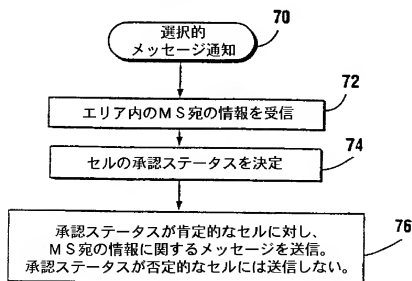 選択的
メッセージ通知
70
72
エリア内のMS宛の情報を受信
74
セルの承認ステータスを決定
76
承認ステータスが肯定的なセルに対し、
MS宛の情報に関するメッセージを送信。
承認ステータスが否定的なセルには送信しない。